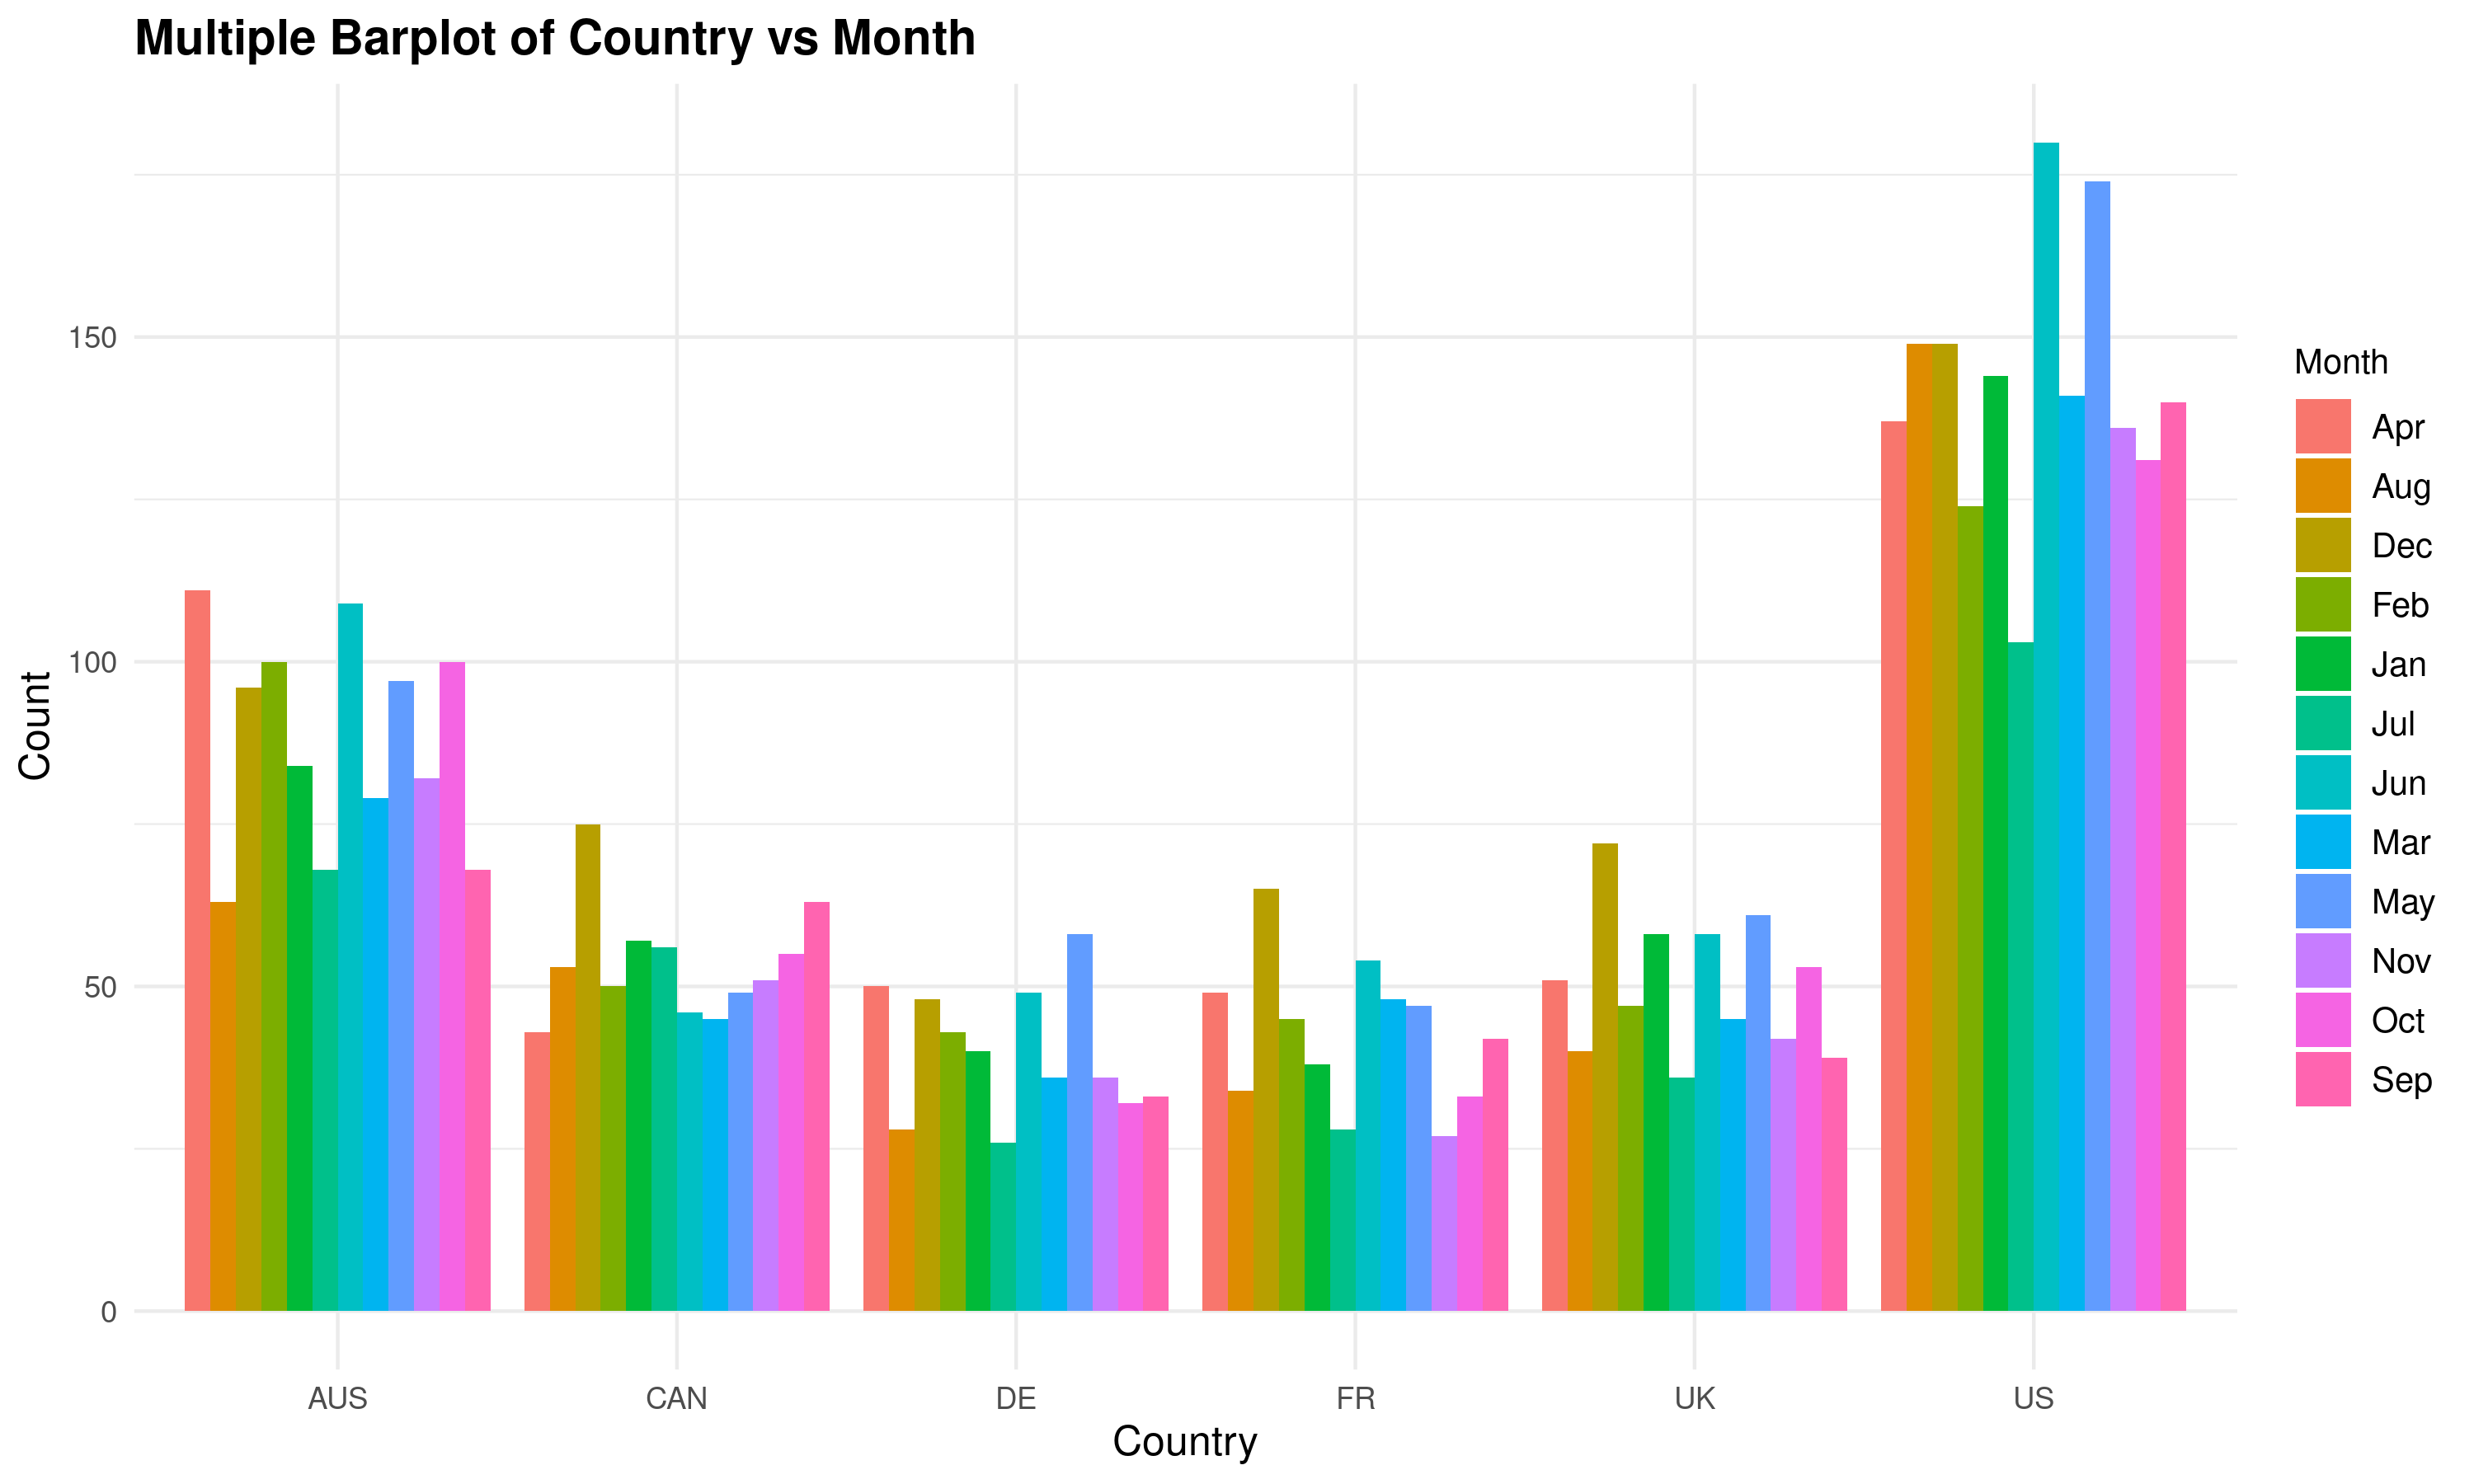 Multiple Barplot of Country vs Month
150
100
50
0
Count
AUS CAN DE FR UK US
Country
Month
Apr
Aug
Dec
Feb
Jan
Jul
Jun
Mar
May
Nov
Oct
Sep